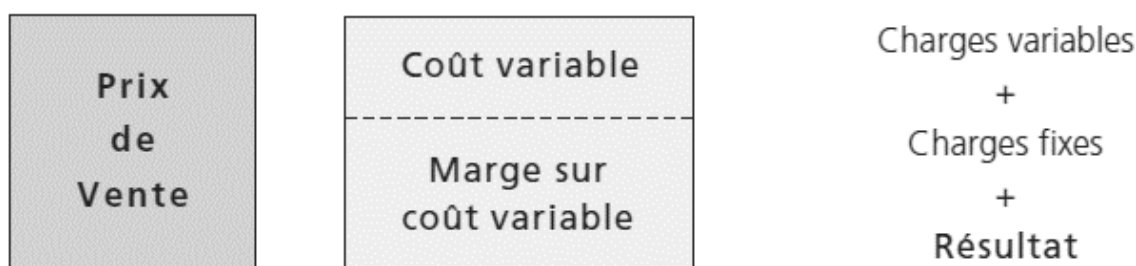 Prix
de
Vente
Coût variable
Marge sur
coût variable
Charges variables
+
Charges fixes
+
Résultat